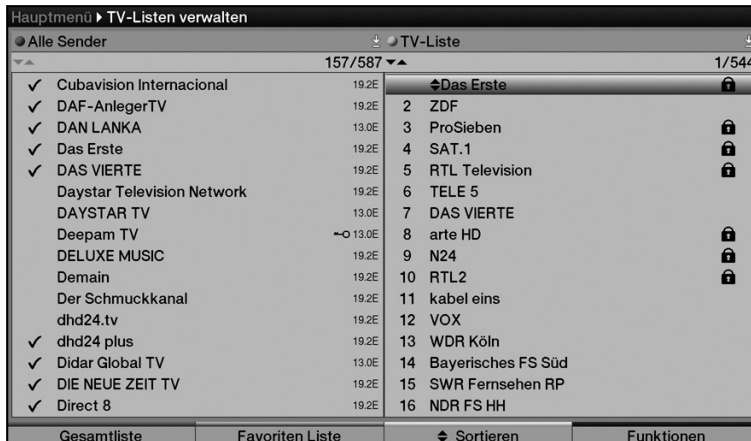 Hauptmenü TV-Listen verwalten
Alle Sender
157/587
✓ Cubavision Internacional 19.2E
✓ DAF-AnlegerTV 19.2E
✓ DAN LANKA 13.0E
✓ Das Erste 19.2E
✓ DAS VIERTE 19.2E
Daystar Television Network 19.2E
DAYSTAR TV 13.0E
Deepam TV 13.0E
DELUXE MUSIC 19.2E
Demain 19.2E
Der Schmuckkanal 19.2E
dhd24.tv 19.2E
✓ dhd24 plus 19.2E
✓ Didar Global TV 13.0E
✓ DIE NEUE ZEIT TV 19.2E
✓ Direct 8 19.2E
TV-Liste
1/544
Das Erste
2 ZDF
3 ProSieben
4 SAT.1
5 RTL Television
6 TELE 5
7 DAS VIERTE
8 arte HD
9 N24
10 RTL2
11 kabel eins
12 VOX
13 WDR Köln
14 Bayerisches FS Süd
15 SWR Fernsehen RP
16 NDR FS HH
Gesamtliste Favoriten Liste Sortieren Funktionen